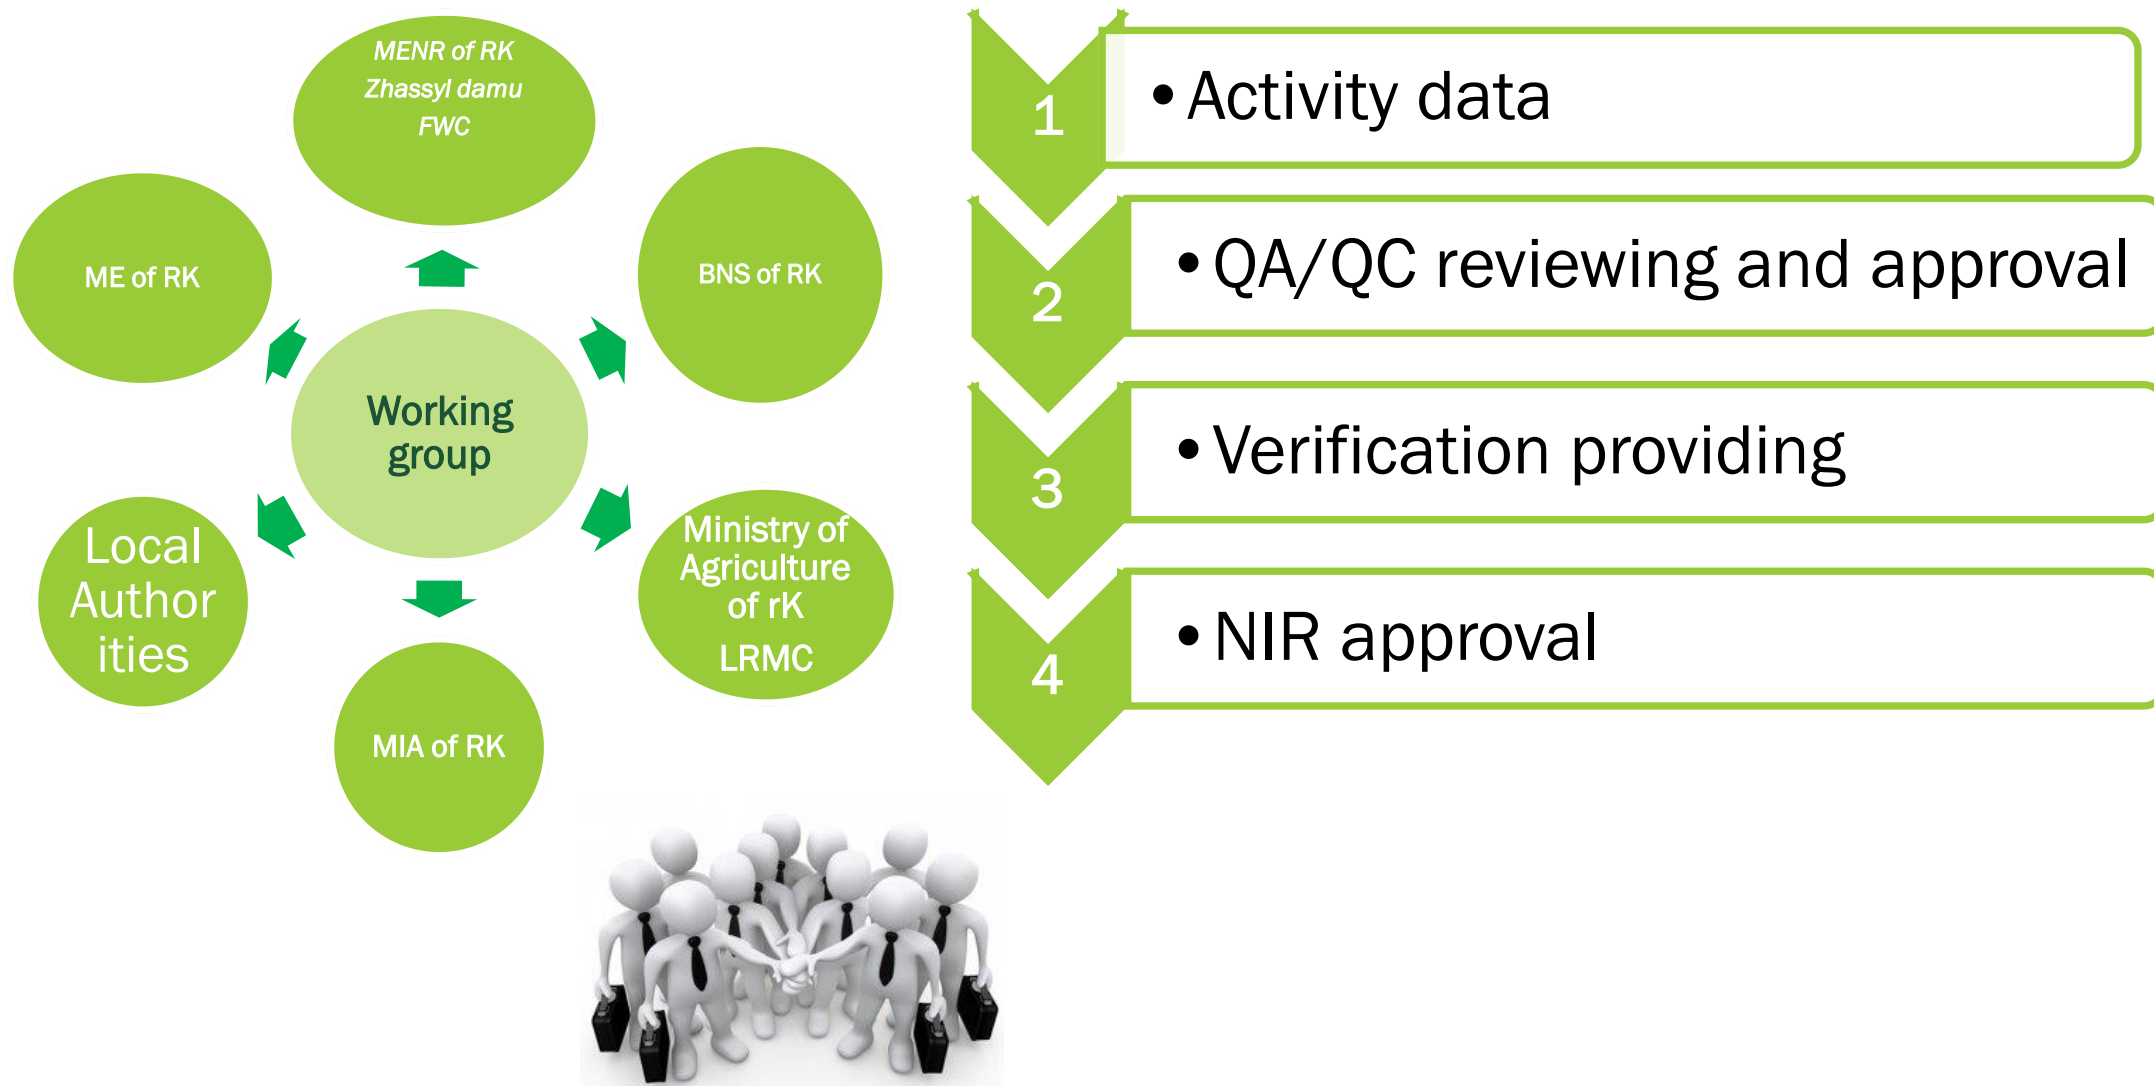 MENR of RK
Zhassyl damu
FWC
ME of RK
BNS of RK
Working
group
Local
Author
ities
Ministry of
Agriculture
of rK
LRMC
MIA of RK
1
• Activity data
2
• QA/QC reviewing and approval
3
• Verification providing
4
• NIR approval